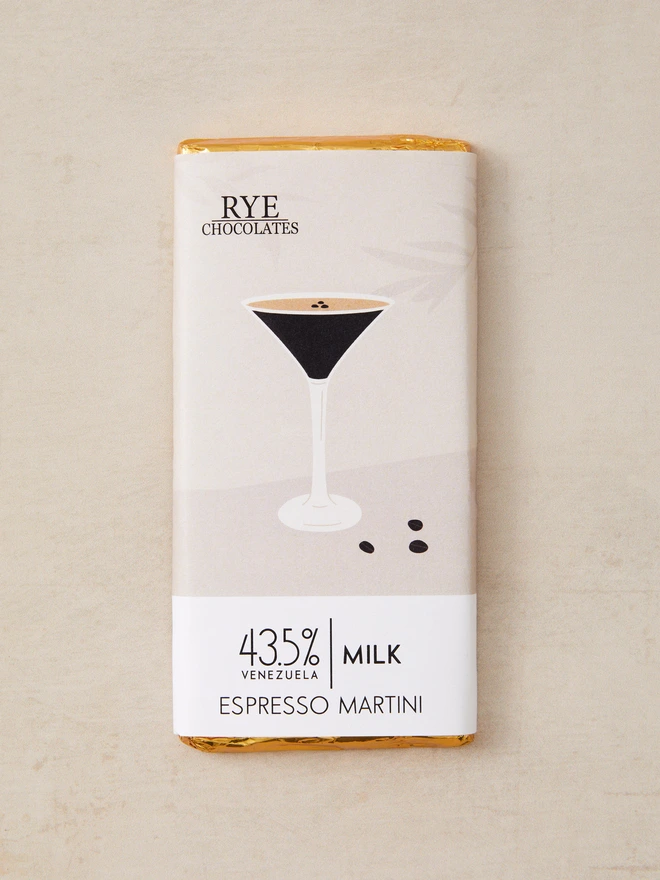 RYE
CHOCOLATES
43.5%
VENEZUELA
MILK
ESPRESSO MARTINI